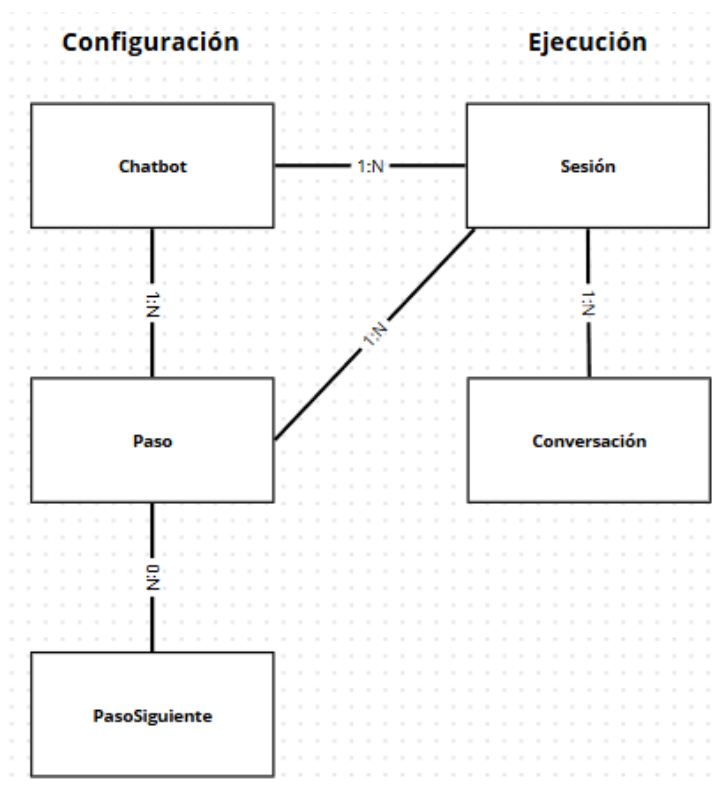 Configuración
Ejecución
Chatbot
1:N
Sesión
1:N
1:N
1:N
Paso
Conversación
0:N
PasoSiguiente